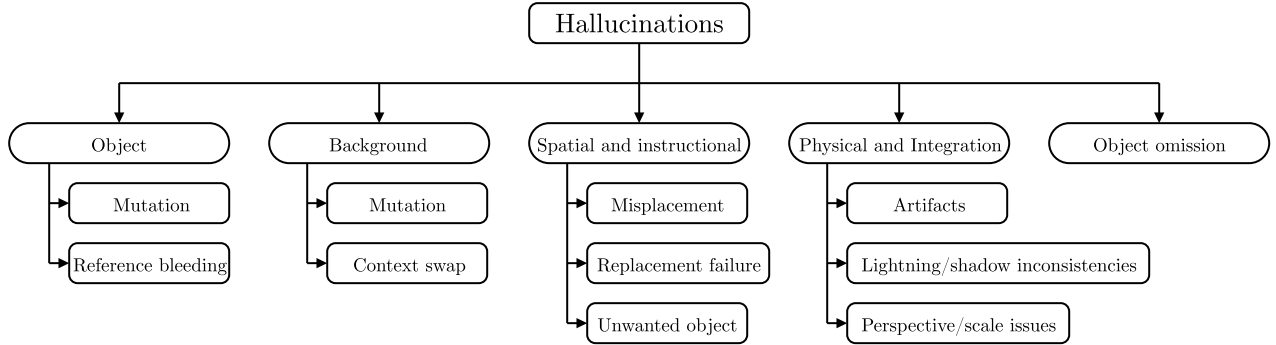 Hallucinations
Object
Background
Spatial and instructional
Physical and Integration
Object omission
Mutation
Mutation
Misplacement
Artifacts
Reference bleeding
Context swap
Replacement failure
Lightning/shadow inconsistencies
Unwanted object
Perspective/scale issues